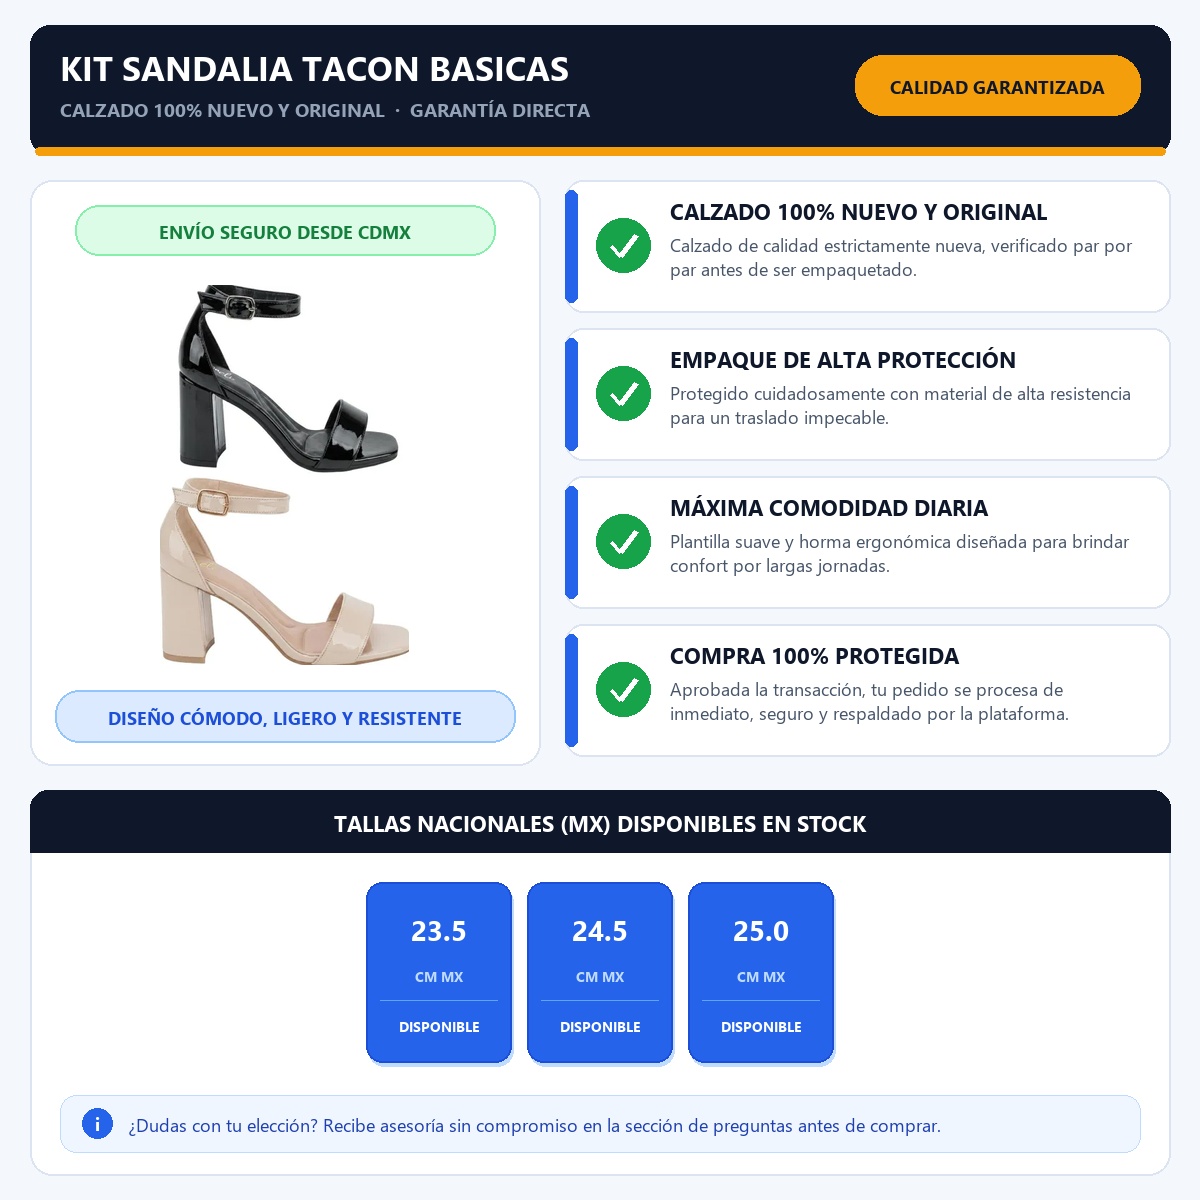 KIT SANDALIA TACON BASICAS
CALZADO 100% NUEVO Y ORIGINAL · GARANTÍA DIRECTA
CALIDAD GARANTIZADA
ENVÍO SEGURO DESDE CDMX
DISEÑO CÓMODO, LIGERO Y RESISTENTE
CALZADO 100% NUEVO Y ORIGINAL
Calzado de calidad estrictamente nueva, verificado par por
par antes de ser empaquetado.
EMPAQUE DE ALTA PROTECCIÓN
Protegido cuidadosamente con material de alta resistencia
para un traslado impecable.
MÁXIMA COMODIDAD DIARIA
Plantilla suave y horma ergonómica diseñada para brindar
confort por largas jornadas.
COMPRA 100% PROTEGIDA
Aprobada la transacción, tu pedido se procesa de
inmediato, seguro y respaldado por la plataforma.
TALLAS NACIONALES (MX) DISPONIBLES EN STOCK
23.5
CM MX
DISPONIBLE
24.5
CM MX
DISPONIBLE
25.0
CM MX
DISPONIBLE
¿Dudas con tu elección? Recibe asesoría sin compromiso en la sección de preguntas antes de comprar.